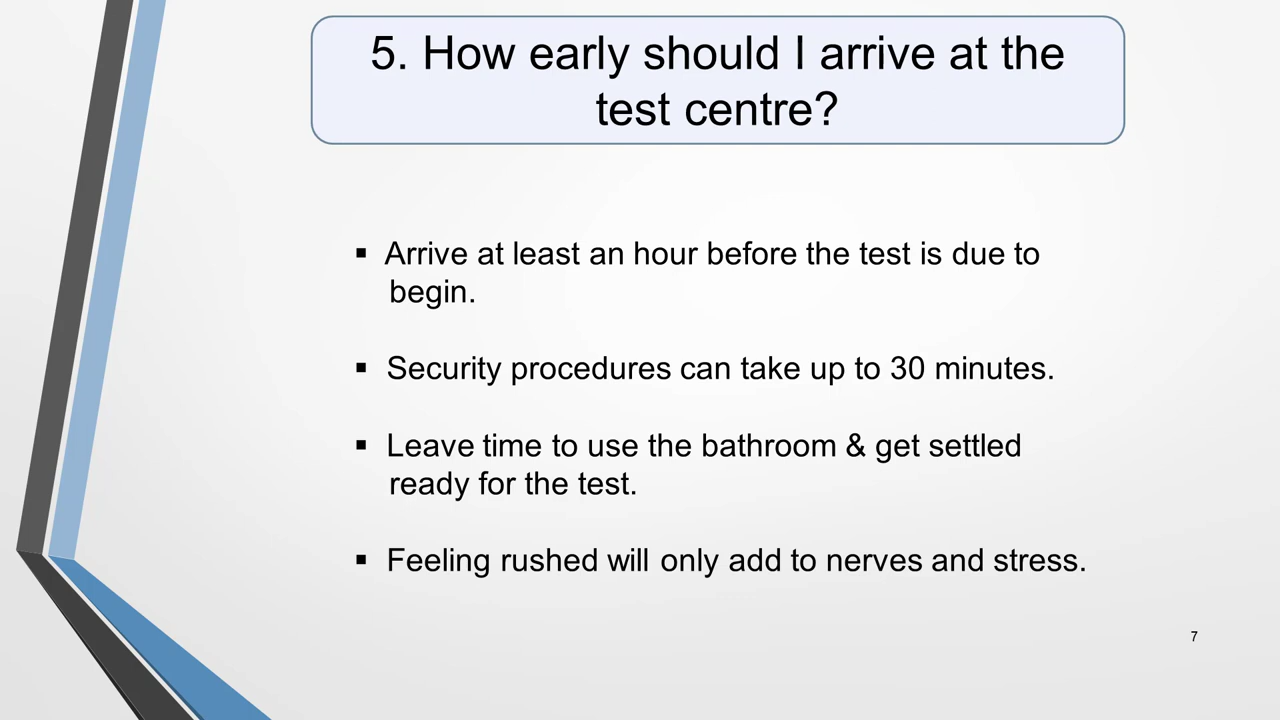 5. How early should I arrive at the
test centre?
▪ Arrive at least an hour before the test is due to
begin.
▪ Security procedures can take up to 30 minutes.
▪ Leave time to use the bathroom & get settled
ready for the test.
▪ Feeling rushed will only add to nerves and stress.
7